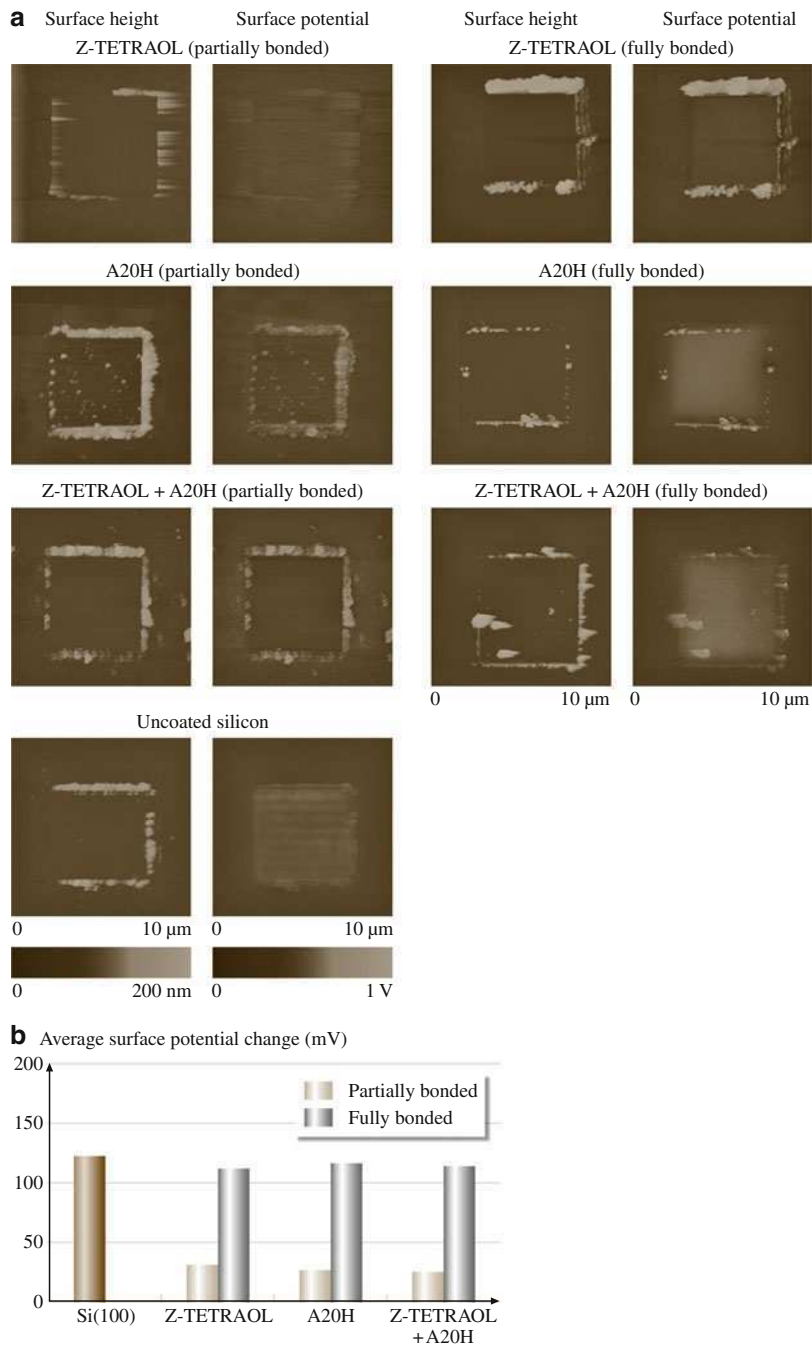 a Surface height Surface potential Surface height Surface potential
Z-TETRAOL (partially bonded) Z-TETRAOL (fully bonded)
A20H (partially bonded) A20H (fully bonded)
Z-TETRAOL + A20H (partially bonded) Z-TETRAOL + A20H (fully bonded)
0 10 µm 0 10 µm
Uncoated silicon
0 10 µm 0 10 µm
0 200 nm 0 1 V
b Average surface potential change (mV)
200
150
100
50
0
Partially bonded
Fully bonded
Si(100) Z-TETRAOL A20H Z-TETRAOL
+ A20H